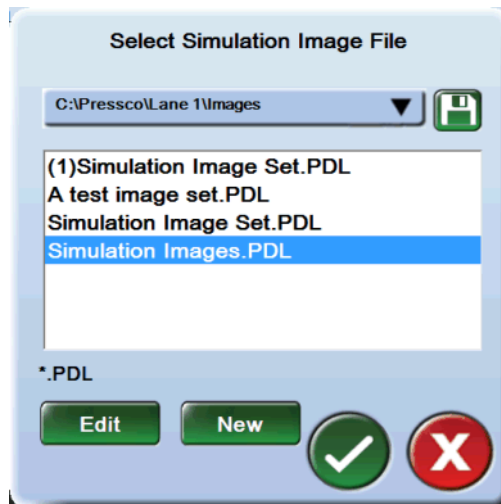 Select Simulation Image File
C:\Pressco\Lane 1\Images
(1)Simulation Image Set.PDL
A test image set.PDL
Simulation Image Set.PDL
Simulation Images.PDL
*.PDL
Edit New